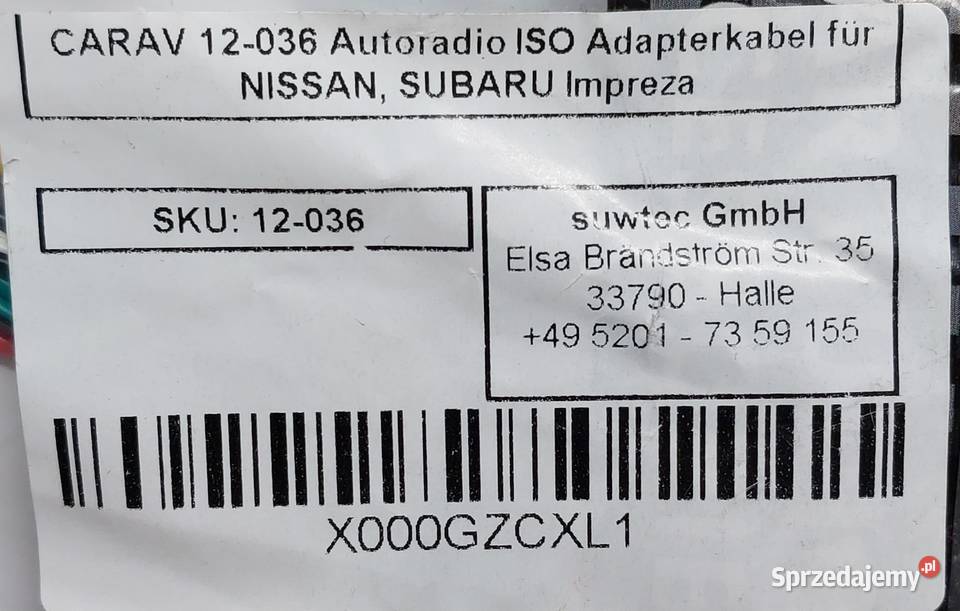 CARAV 12-036 Autoradio ISO Adapterkabel für
NISSAN, SUBARU Impreza
SKU: 12-036
suwtec GmbH
Elsa Brändström Str. 35
33790 - Halle
+49 5201 - 73 59 155
X000GZCXL1
Sprzedajemy.pl